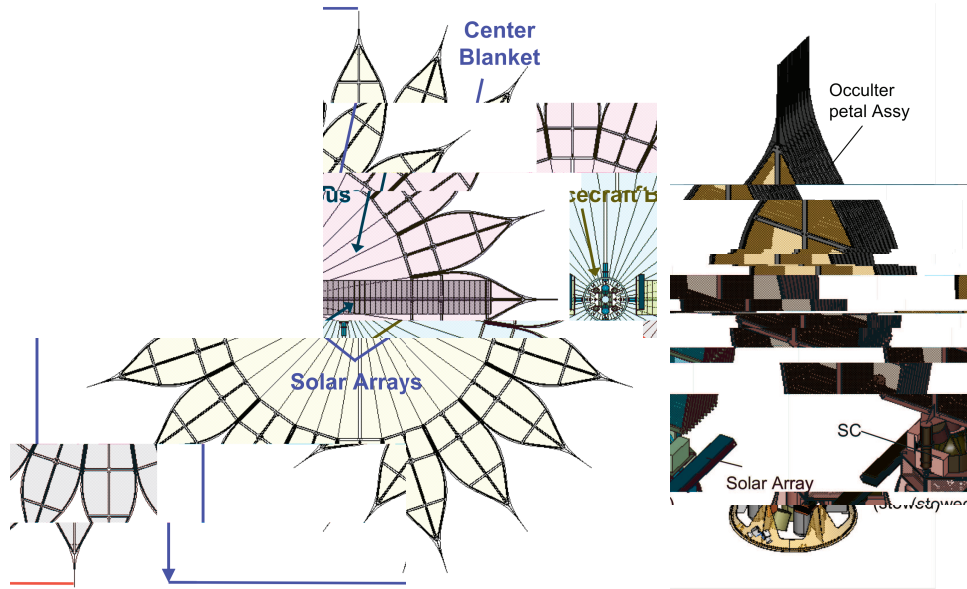 Center
Blanket
Occulter
petal Assy
Solar Arrays
SC
Solar Array